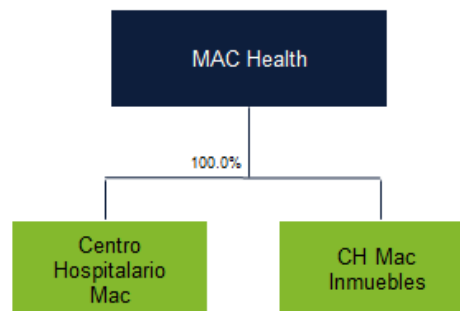 MAC Health
100.0%
Centro
Hospitalario
Mac
CH Mac
Inmuebles